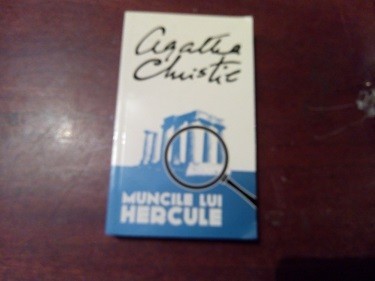 Agatha
Christie
MUNCILE LUI
HERCULE